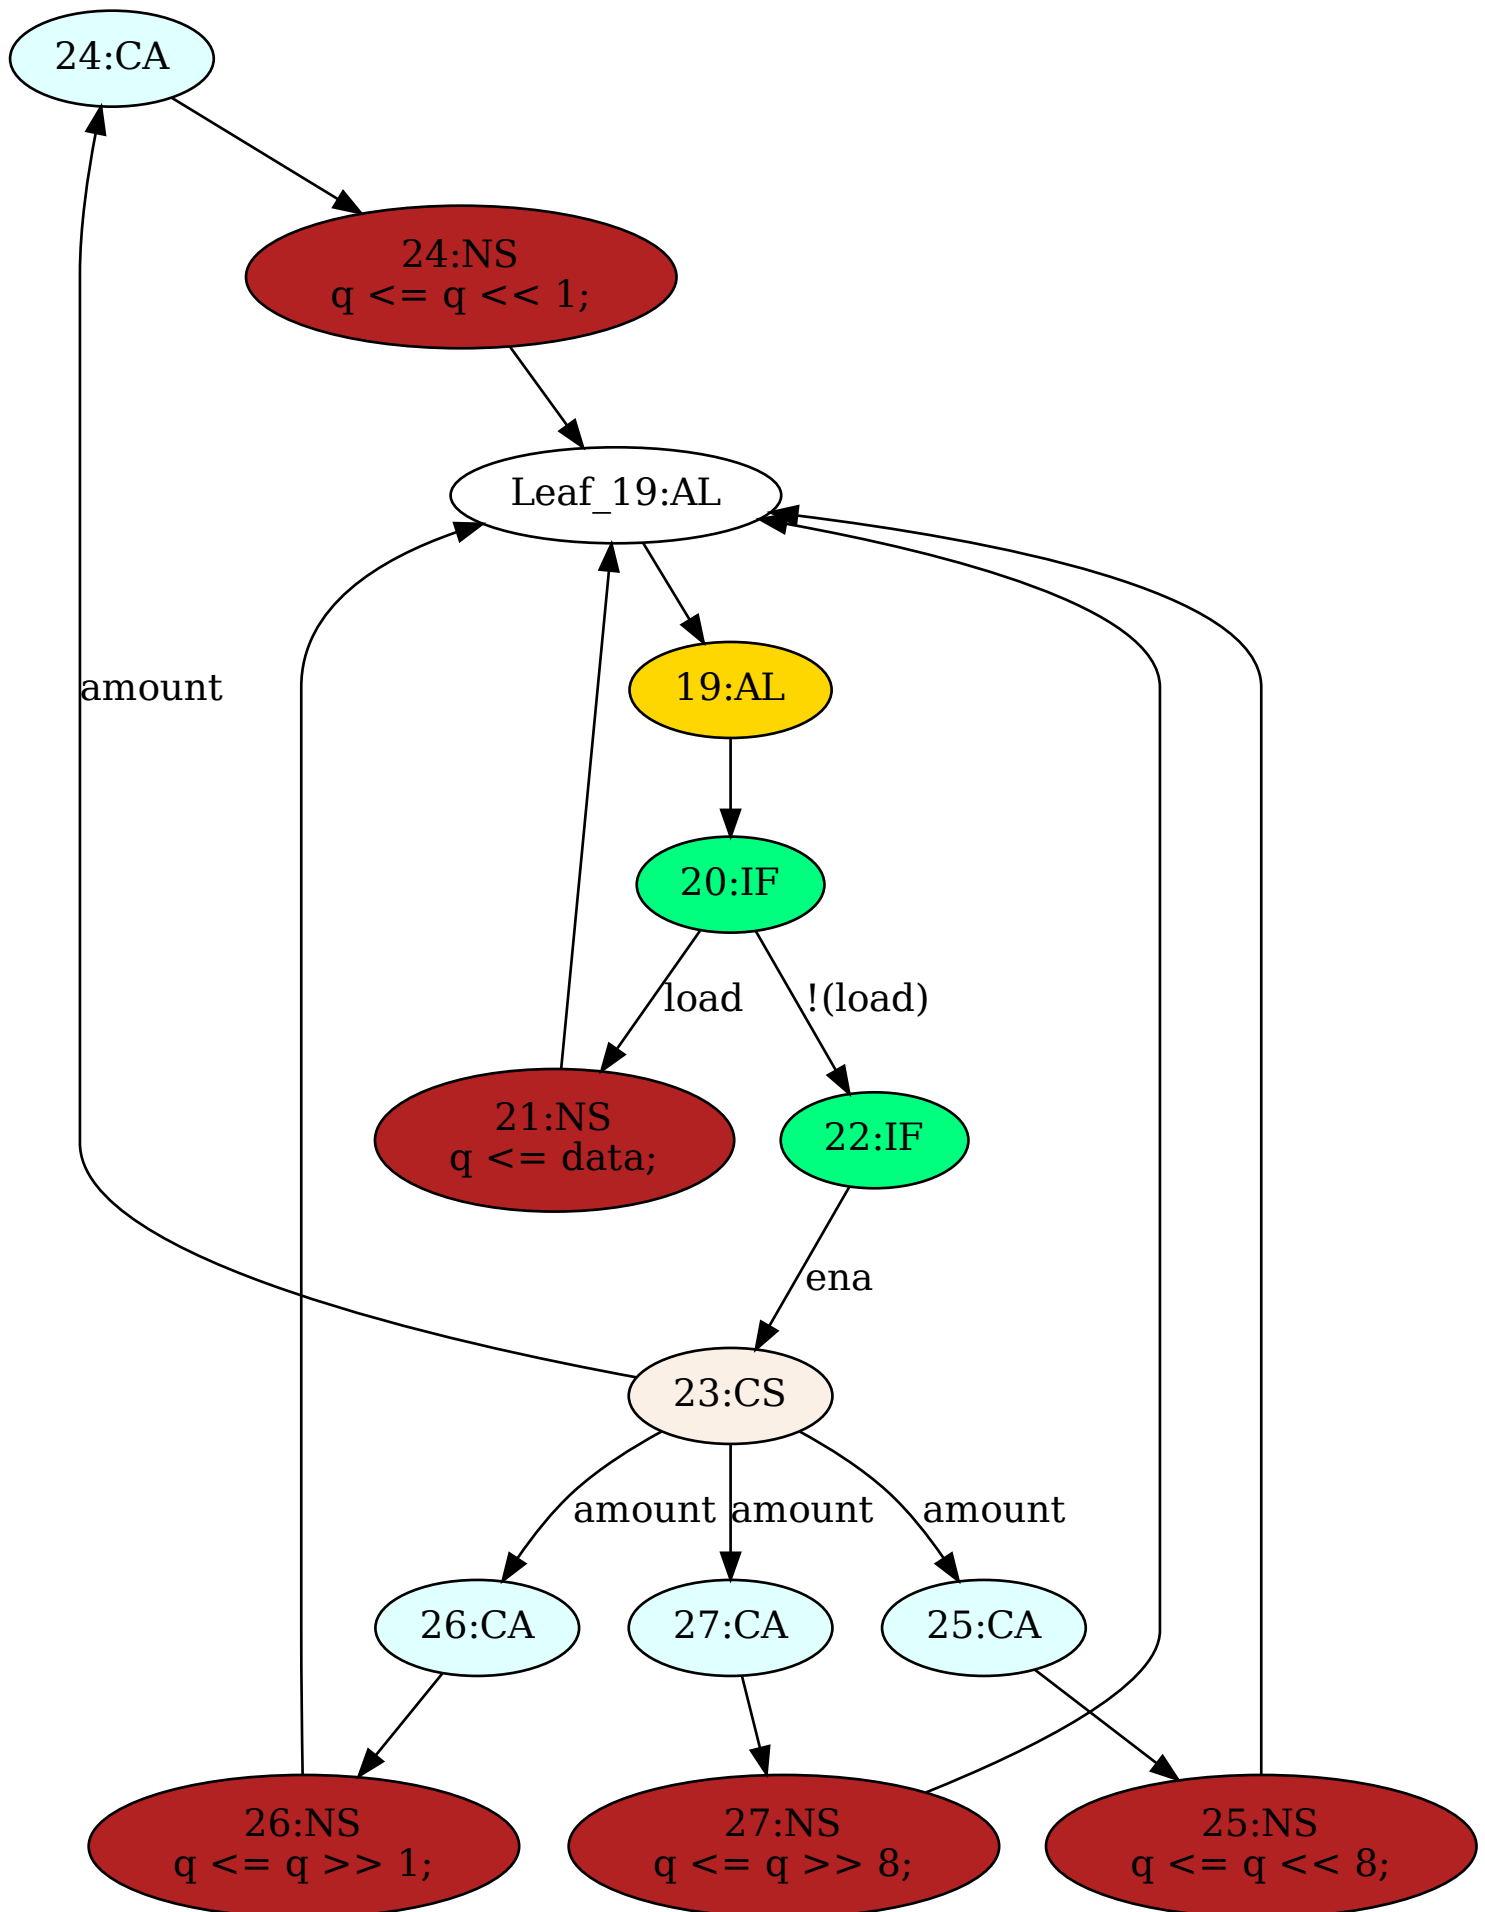 24:CA
24:NS
q <= q << 1;
Leaf_19:AL
amount
19:AL
20:IF
load
!(load)
21:NS
q <= data;
22:IF
ena
23:CS
amount
amount
amount
26:CA
27:CA
25:CA
26:NS
q <= q >> 1;
27:NS
q <= q >> 8;
25:NS
q <= q << 8;